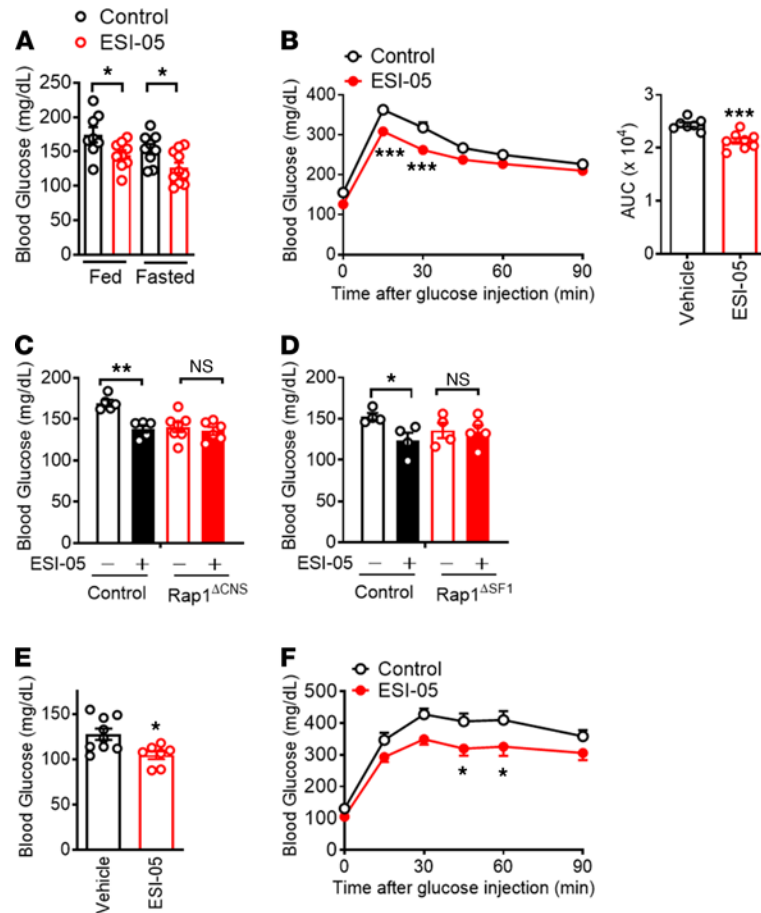 Control
ESI-05
A
Blood Glucose (mg/dL)
250
200
150
100
50
0
*
*
Fed
Fasted
B
Control
ESI-05
Blood Glucose (mg/dL)
400
300
200
100
0
***
***
0
30
60
90
Time after glucose injection (min)
AUC (x 10⁴)
3
2
1
0
***
Vehicle
ESI-05
C
Blood Glucose (mg/dL)
200
150
100
50
0
**
NS
ESI-05
− + − +
Control
Rap1^ΔCNS
D
Blood Glucose (mg/dL)
200
150
100
50
0
*
NS
ESI-05
− + − +
Control
Rap1^ΔSF1
E
Blood Glucose (mg/dL)
150
100
50
0
*
Vehicle
ESI-05
F
Control
ESI-05
Blood Glucose (mg/dL)
500
400
300
200
100
0
*
*
0
30
60
90
Time after glucose injection (min)